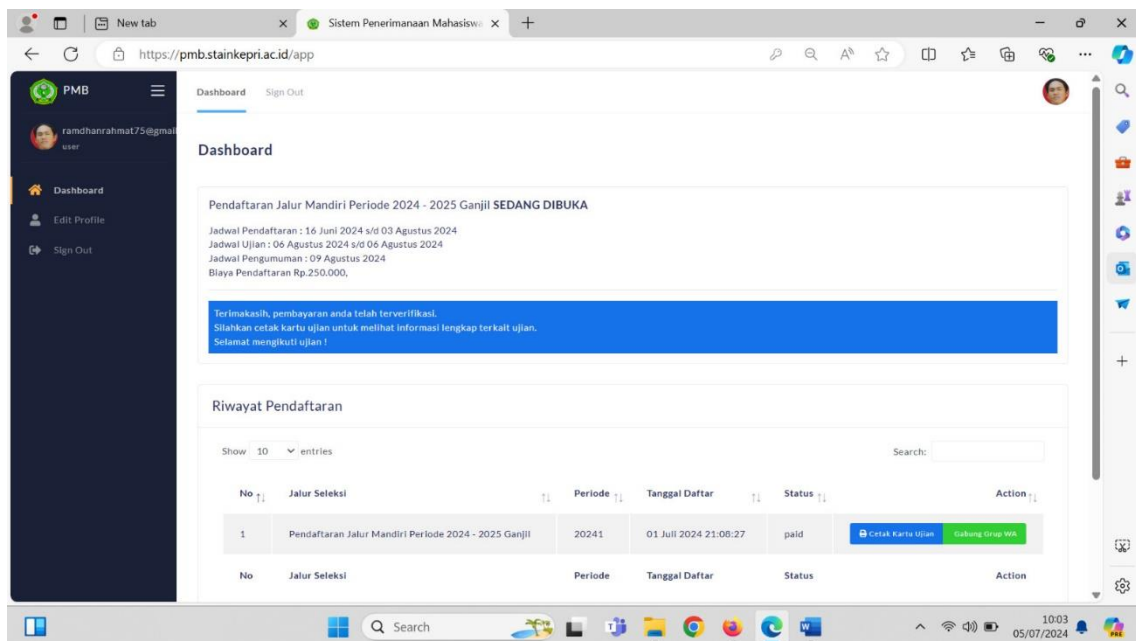 New tab
Sistem Penerimanaan Mahasiswa
https://pmb.stainkepri.ac.id/app
PMB
Dashboard Sign Out
ramdhanrahmat75@gmail
user
Dashboard
Dashboard
Edit Profile
Sign Out
Pendaftaran Jalur Mandiri Periode 2024 - 2025 Ganjil SEDANG DIBUKA
Jadwal Pendaftaran : 16 Juni 2024 s/d 03 Agustus 2024
Jadwal Ujian : 06 Agustus 2024 s/d 06 Agustus 2024
Jadwal Pengumuman : 09 Agustus 2024
Biaya Pendaftaran Rp.250.000,
Terimakasih, pembayaran anda telah terverifikasi.
Silahkan cetak kartu ujian untuk melihat informasi lengkap terkait ujian.
Selamat mengikuti ujian !
Riwayat Pendaftaran
Show 10 entries Search:
No Jalur Seleksi Periode Tanggal Daftar Status Action
1 Pendaftaran Jalur Mandiri Periode 2024 - 2025 Ganjil 20241 01 Juli 2024 21:08:27 paid Cetak Kartu Ujian Gabung Grup WA
No Jalur Seleksi Periode Tanggal Daftar Status Action
Search
10:03
05/07/2024
PRE